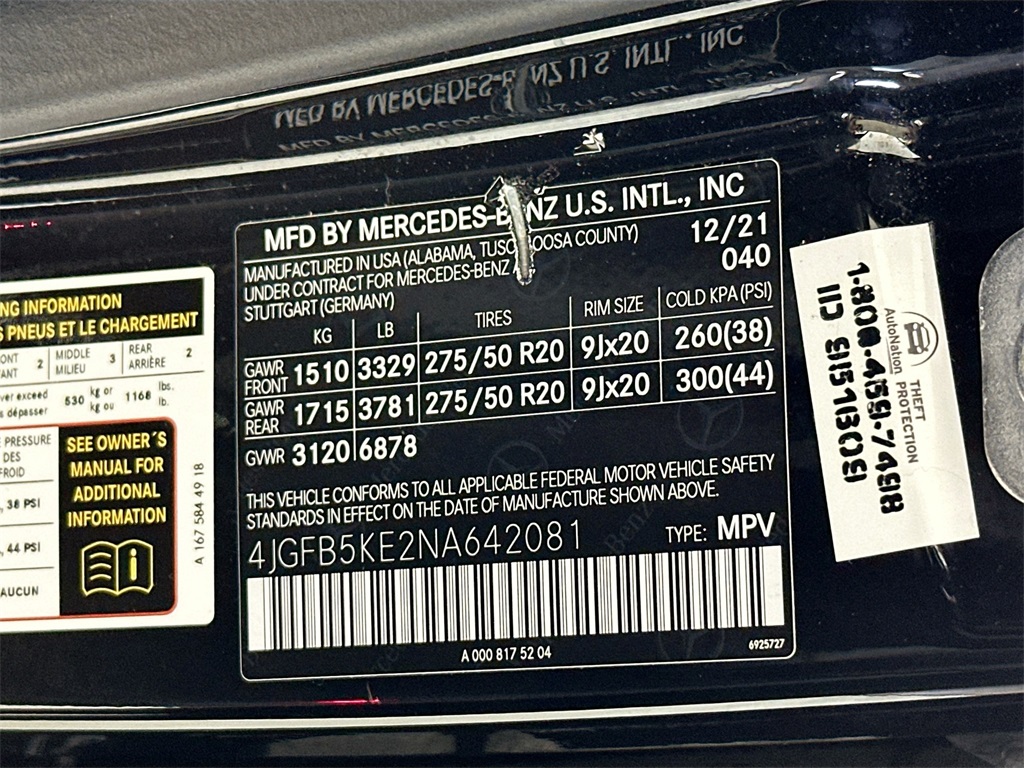 MFD BY MERCEDES-BENZ U.S. INTL., INC
MANUFACTURED IN USA (ALABAMA, TUSCALOOSA COUNTY)
UNDER CONTRACT FOR MERCEDES-BENZ
STUTTGART (GERMANY)
12/21
040
KG LB TIRES RIM SIZE COLD KPA (PSI)
GAWR FRONT 1510 3329 275/50 R20 9Jx20 260(38)
GAWR REAR 1715 3781 275/50 R20 9Jx20 300(44)
GVWR 3120 6878
THIS VEHICLE CONFORMS TO ALL APPLICABLE FEDERAL MOTOR VEHICLE SAFETY
STANDARDS IN EFFECT ON THE DATE OF MANUFACTURE SHOWN ABOVE.
4JGFB5KE2NA642081 TYPE: MPV
A 000 817 52 04
6925727
NG INFORMATION
S PNEUS ET LE CHARGEMENT
ONT 2 MIDDLE 3 REAR 2
ANT MILIEU ARRIÈRE
ver exceed 530 kg or 1168 lbs.
s dépasser kg ou lb.
PRESSURE
DES
FROID
, 38 PSI
, 44 PSI
AUCUN
SEE OWNER´S
MANUAL FOR
ADDITIONAL
INFORMATION
A 167 584 49 18
AutoNation
THEFT
PROTECTION
1-800-459-7498
ID 91513091